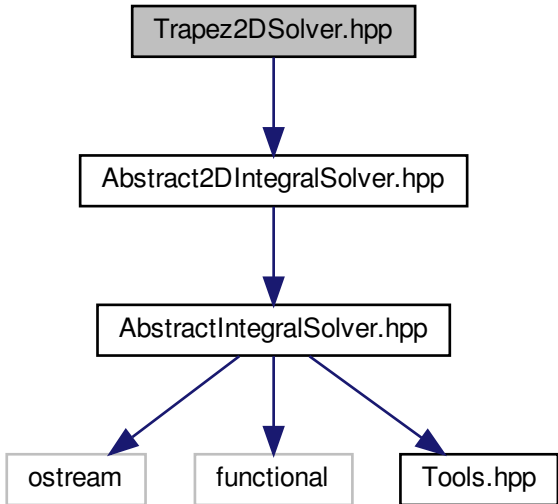 Trapez2DSolver.hpp
Abstract2DIntegralSolver.hpp
AbstractIntegralSolver.hpp
ostream
functional
Tools.hpp